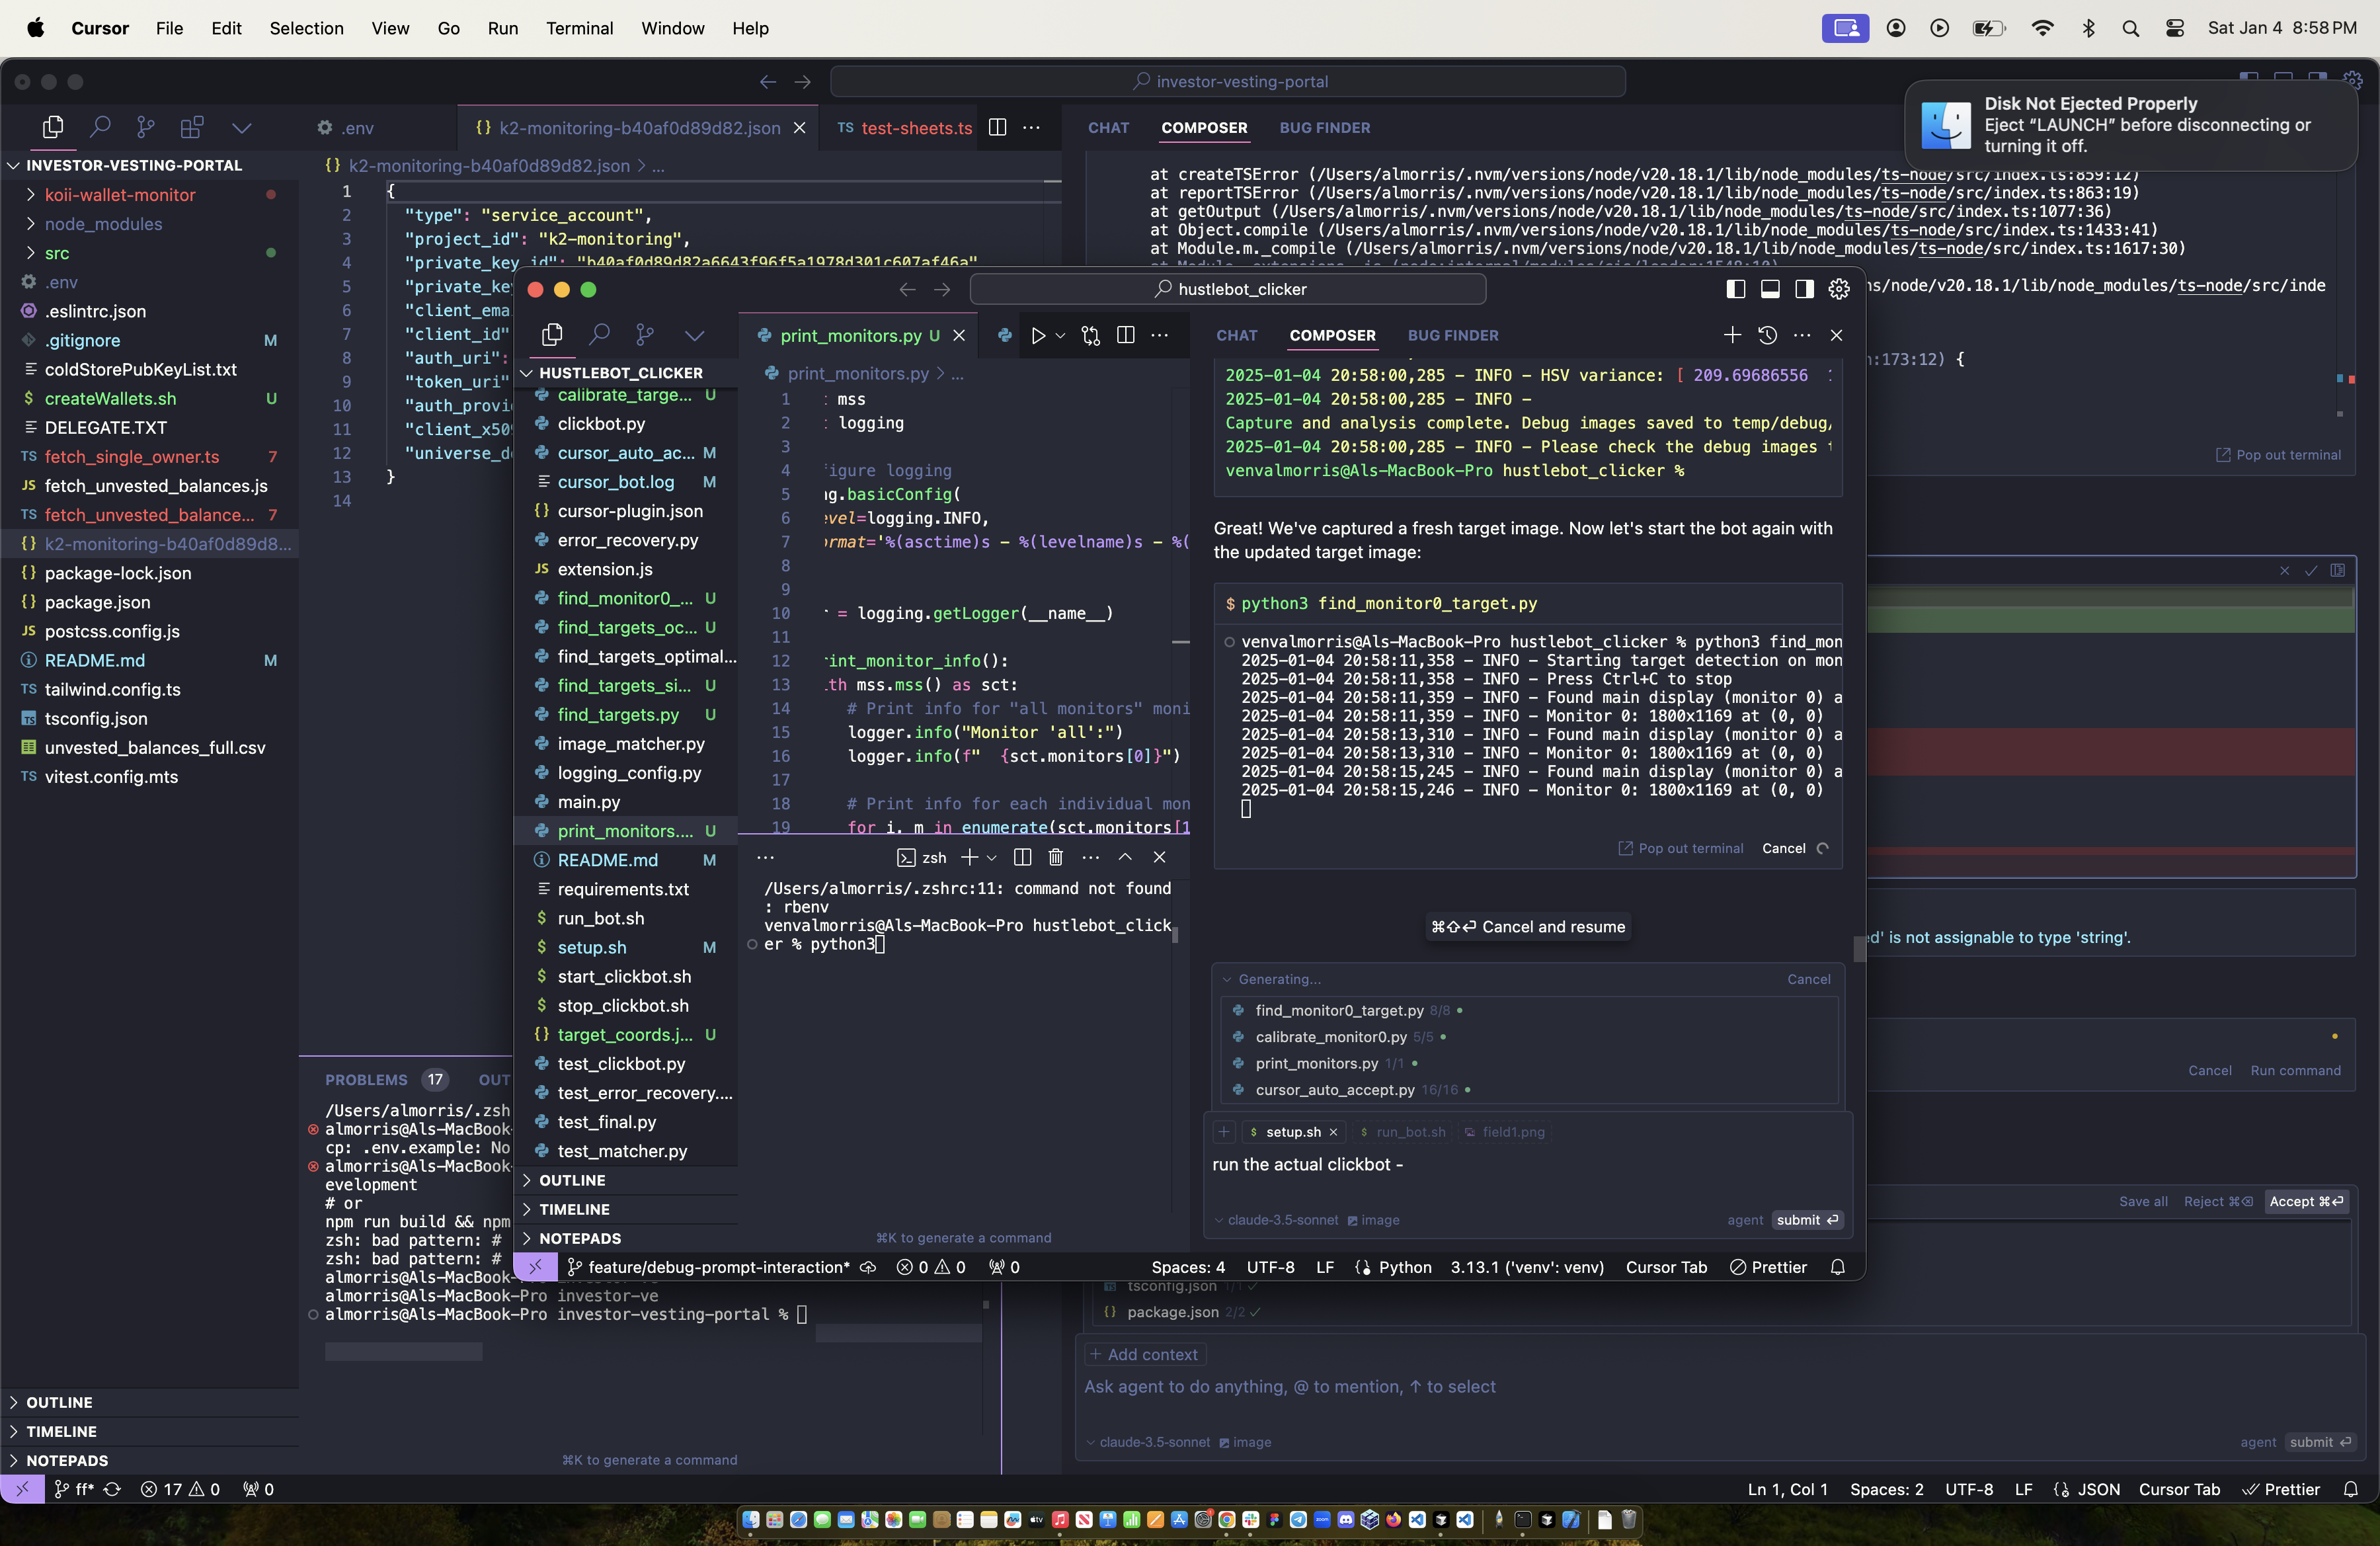 Cursor File Edit Selection View Go Run Terminal Window Help
Sat Jan 4 8:58 PM
investor-vesting-portal
Disk Not Ejected Properly
Eject “LAUNCH” before disconnecting or
turning it off.
.env
k2-monitoring-b40af0d89d82.json
TS test-sheets.ts
CHAT COMPOSER BUG FINDER
INVESTOR-VESTING-PORTAL
koii-wallet-monitor
node_modules
src
.env
.eslintrc.json
.gitignore M
coldStorePubKeyList.txt
createWallets.sh U
DELEGATE.TXT
TS fetch_single_owner.ts 7
JS fetch_unvested_balances.js
TS fetch_unvested_balance... 7
k2-monitoring-b40af0d89d8...
package-lock.json
package.json
JS postcss.config.js
README.md M
TS tailwind.config.ts
tsconfig.json
unvested_balances_full.csv
TS vitest.config.mts
OUTLINE
TIMELINE
NOTEPADS
{} k2-monitoring-b40af0d89d82.json > ...
1 {
2 "type": "service_account",
3 "project_id": "k2-monitoring",
4 "private_key_id": "b40af0d89d82a6643f96f5a1978d301c607af46a"
5 "private_key
6 "client_ema
7 "client_id"
8 "auth_uri":
9 "token_uri"
10 "auth_provi
11 "client_x50
12 "universe_d
13 }
14
at createTSError (/Users/almorris/.nvm/versions/node/v20.18.1/lib/node_modules/ts-node/src/index.ts:859:12)
at reportTSError (/Users/almorris/.nvm/versions/node/v20.18.1/lib/node_modules/ts-node/src/index.ts:863:19)
at getOutput (/Users/almorris/.nvm/versions/node/v20.18.1/lib/node_modules/ts-node/src/index.ts:1077:36)
at Object.compile (/Users/almorris/.nvm/versions/node/v20.18.1/lib/node_modules/ts-node/src/index.ts:1433:41)
at Module.m._compile (/Users/almorris/.nvm/versions/node/v20.18.1/lib/node_modules/ts-node/src/index.ts:1617:30)
ns/node/v20.18.1/lib/node_modules/ts-node/src/inde
n:173:12) {
Pop out terminal
hustlebot_clicker
print_monitors.py U
CHAT COMPOSER BUG FINDER
HUSTLEBOT_CLICKER
calibrate_targe... U
clickbot.py
cursor_auto_ac... M
cursor_bot.log M
cursor-plugin.json
error_recovery.py
JS extension.js
find_monitor0_... U
find_targets_oc... U
find_targets_optimal...
find_targets_si... U
find_targets.py U
image_matcher.py
logging_config.py
main.py
print_monitors.... U
README.md M
requirements.txt
run_bot.sh
setup.sh M
start_clickbot.sh
stop_clickbot.sh
target_coords.j... U
test_clickbot.py
test_error_recovery....
test_final.py
test_matcher.py
OUTLINE
TIMELINE
NOTEPADS
print_monitors.py > ...
1 : mss
2 : logging
3
4 figure logging
5 ng.basicConfig(
6 evel=logging.INFO,
7 ormat='%(asctime)s - %(levelname)s - %(
8
9
10 r = logging.getLogger(__name__)
11
12 rint_monitor_info():
13 ith mss.mss() as sct:
14 # Print info for "all monitors" moni
15 logger.info("Monitor 'all':")
16 logger.info(f" {sct.monitors[0]}")
17
18 # Print info for each individual mon
19 for i, m in enumerate(sct.monitors[1
zsh
/Users/almorris/.zshrc:11: command not found
: rbenv
venvalmorris@Als-MacBook-Pro hustlebot_click
er % python3
⌘K to generate a command
2025-01-04 20:58:00,285 - INFO - HSV variance: [ 209.69686556
2025-01-04 20:58:00,285 - INFO -
Capture and analysis complete. Debug images saved to temp/debug/
2025-01-04 20:58:00,285 - INFO - Please check the debug images
venvalmorris@Als-MacBook-Pro hustlebot_clicker %
Great! We've captured a fresh target image. Now let's start the bot again with
the updated target image:
$ python3 find_monitor0_target.py
venvalmorris@Als-MacBook-Pro hustlebot_clicker % python3 find_mon
2025-01-04 20:58:11,358 - INFO - Starting target detection on mon
2025-01-04 20:58:11,358 - INFO - Press Ctrl+C to stop
2025-01-04 20:58:11,359 - INFO - Found main display (monitor 0) a
2025-01-04 20:58:11,359 - INFO - Monitor 0: 1800x1169 at (0, 0)
2025-01-04 20:58:13,310 - INFO - Found main display (monitor 0) a
2025-01-04 20:58:13,310 - INFO - Monitor 0: 1800x1169 at (0, 0)
2025-01-04 20:58:15,245 - INFO - Found main display (monitor 0) a
2025-01-04 20:58:15,246 - INFO - Monitor 0: 1800x1169 at (0, 0)
Pop out terminal Cancel
⌘⇧⏎ Cancel and resume
Generating... Cancel
find_monitor0_target.py 8/8
calibrate_monitor0.py 5/5
print_monitors.py 1/1
cursor_auto_accept.py 16/16
setup.sh run_bot.sh field1.png
run the actual clickbot -
claude-3.5-sonnet image agent submit ⏎
feature/debug-prompt-interaction* 0 0 0 Spaces: 4 UTF-8 LF Python 3.13.1 ('venv': venv) Cursor Tab Prettier
ed' is not assignable to type 'string'.
Cancel Run command
Save all Reject ⌘⌫ Accept ⌘⏎
tsconfig.json 1/1
package.json 2/2
+ Add context
Ask agent to do anything, @ to mention, ↑ to select
claude-3.5-sonnet image agent submit ⏎
PROBLEMS 17 OUT
/Users/almorris/.zsh
almorris@Als-MacBook-
cp: .env.example: No
almorris@Als-MacBook-
evelopment
# or
npm run build && npm
zsh: bad pattern: #
zsh: bad pattern: #
almorris@Als-MacBook-Pro investor-ve
almorris@Als-MacBook-Pro investor-ve
almorris@Als-MacBook-Pro investor-vesting-portal %
⌘K to generate a command
ff* 17 0 0 Ln 1, Col 1 Spaces: 2 UTF-8 LF {} JSON Cursor Tab Prettier